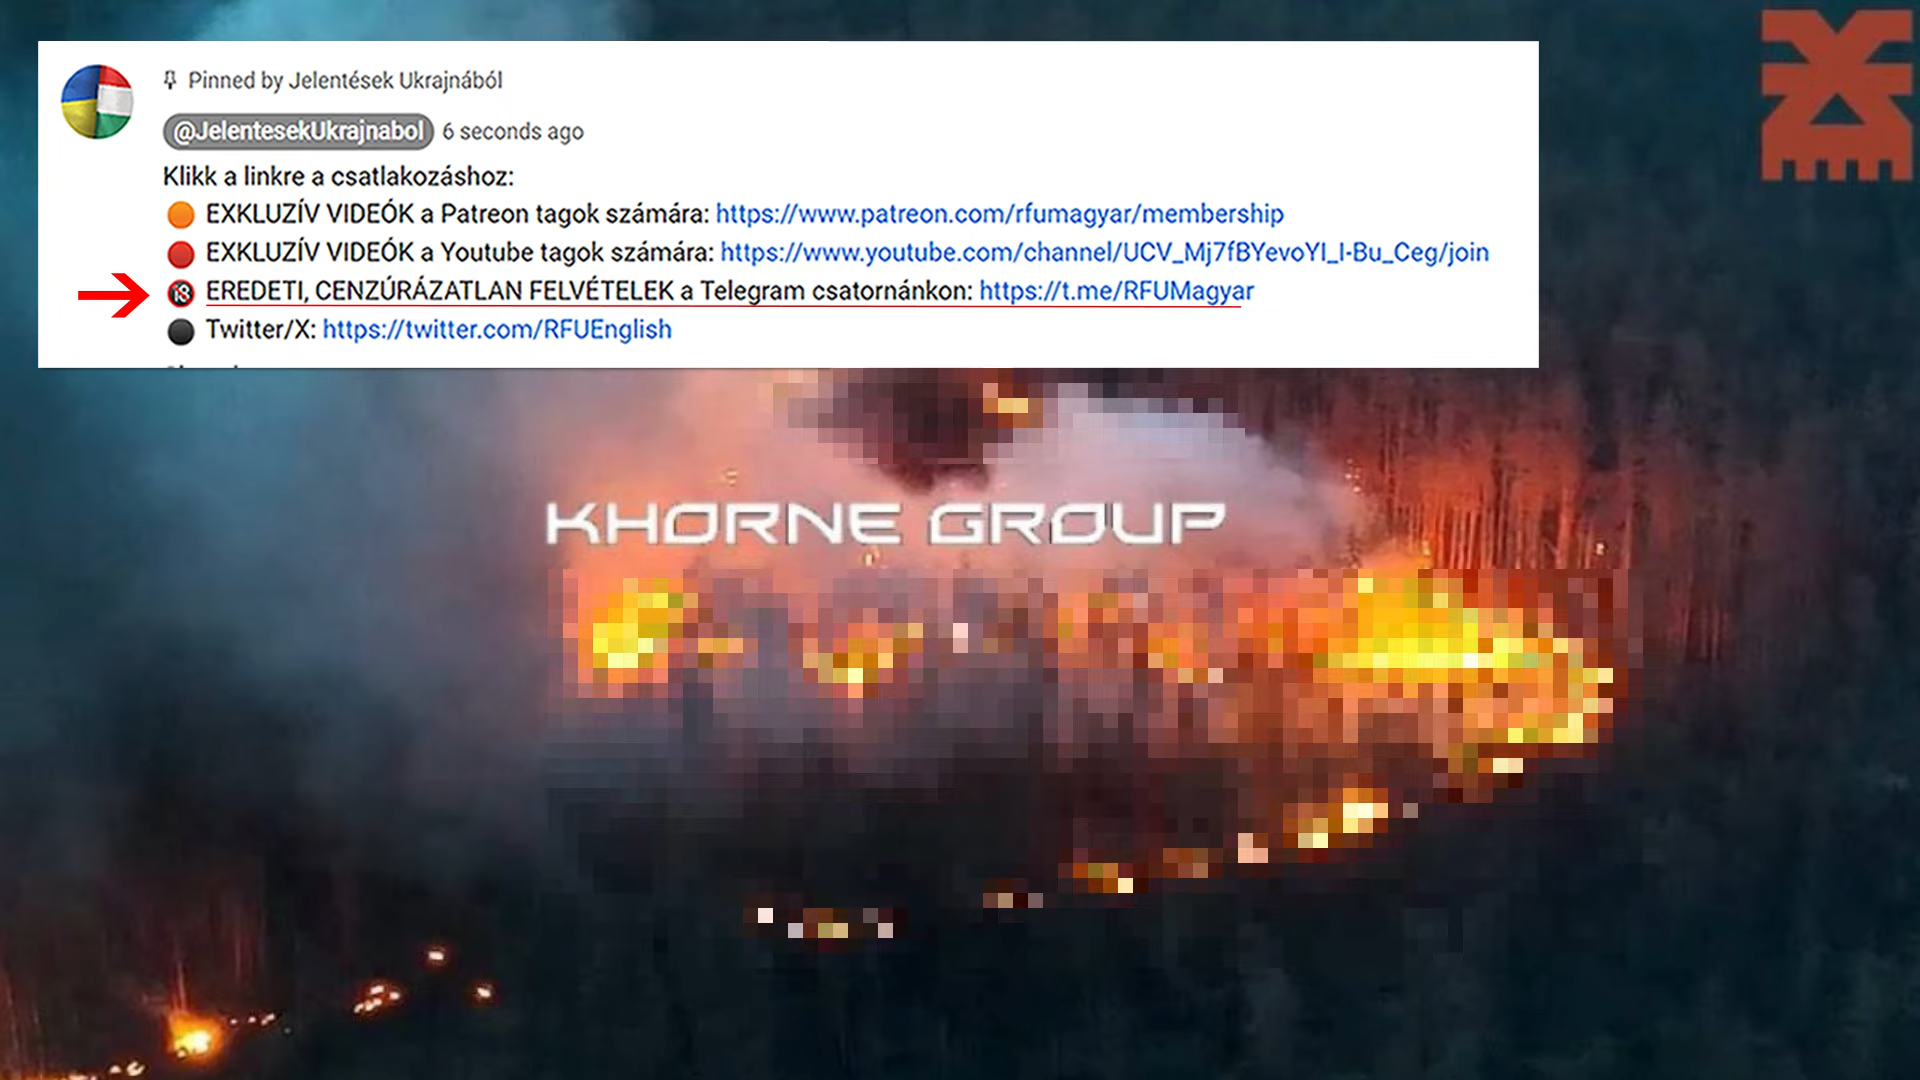 Pinned by Jelentések Ukrajnából
@JelentesekUkrajnabol 6 seconds ago
Klikk a linkre a csatlakozáshoz:
EXKLUZÍV VIDEÓK a Patreon tagok számára: https://www.patreon.com/rfumagyar/membership
EXKLUZÍV VIDEÓK a Youtube tagok számára: https://www.youtube.com/channel/UCV_Mj7fBYevoYI_I-Bu_Ceg/join
🔞 EREDETI, CENZÚRÁZATLAN FELVÉTELEK a Telegram csatornánkon: https://t.me/RFUMagyar
Twitter/X: https://twitter.com/RFUEnglish
KHORNE GROUP